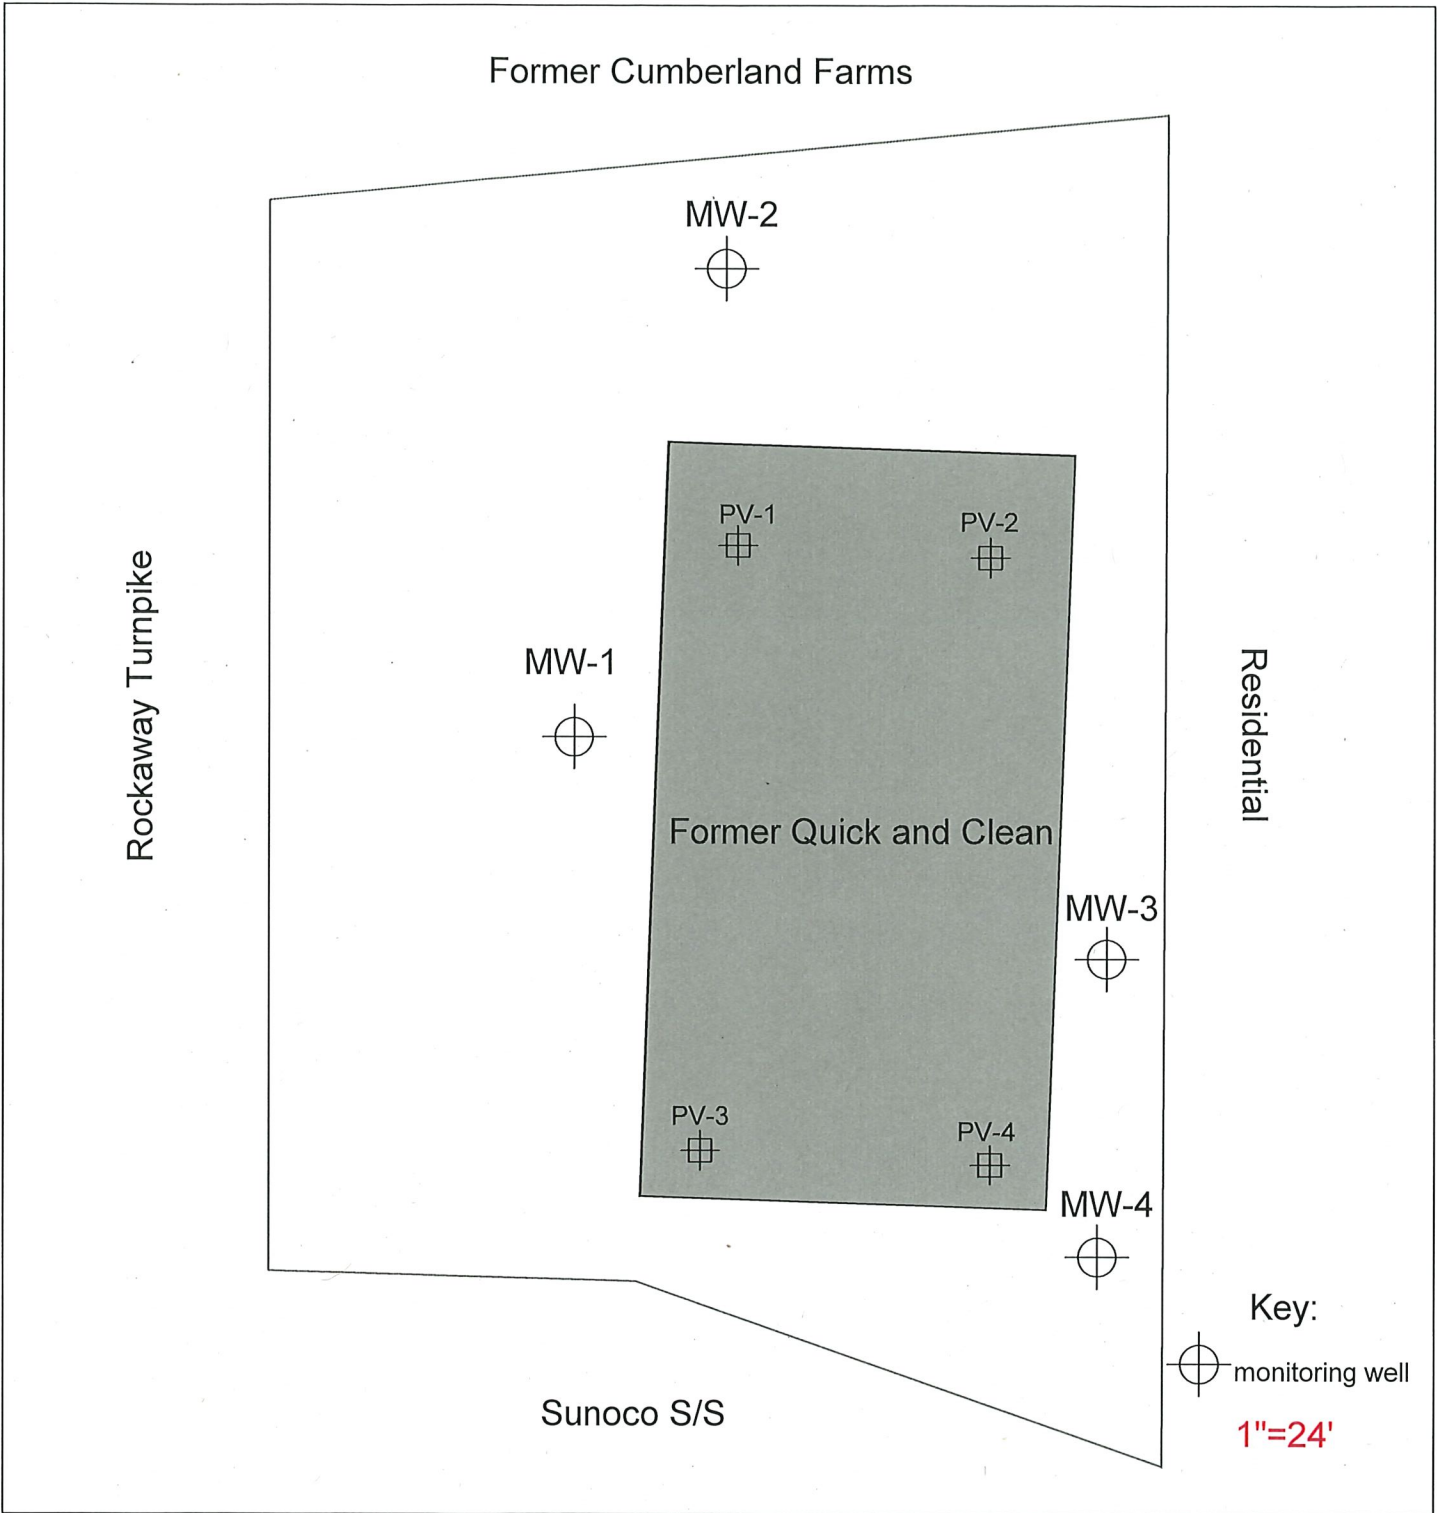 Former Cumberland Farms
MW-2
PV-1
PV-2
Rockaway Turnpike
MW-1
Residential
Former Quick and Clean
MW-3
PV-3
PV-4
MW-4
Key:
monitoring well
Sunoco S/S
1"=24'